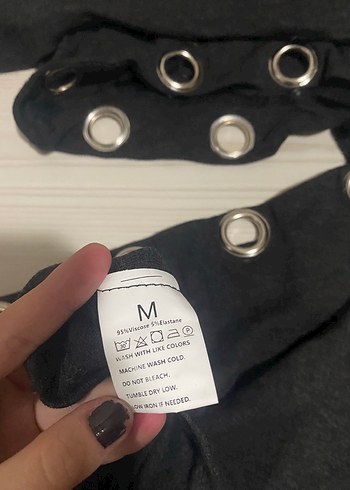 M
95%Viscose 5%Elastane
WASH WITH LIKE COLORS
MACHINE WASH COLD.
DO NOT BLEACH.
TUMBLE DRY LOW.
LOW IRON IF NEEDED.